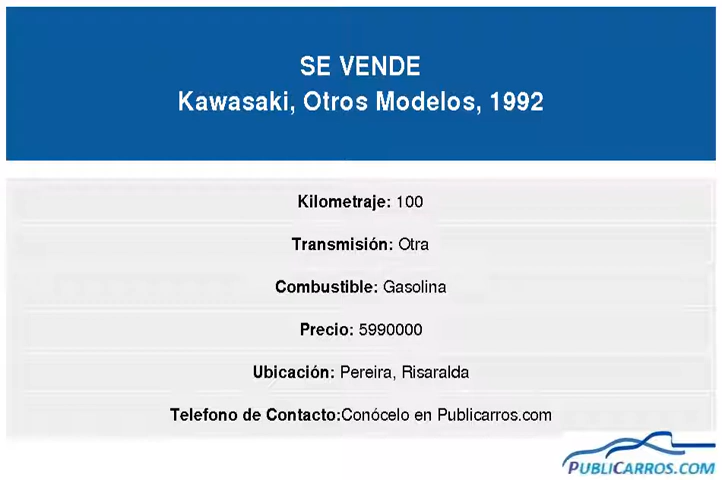 SE VENDE
Kawasaki, Otros Modelos, 1992
Kilometraje: 100
Transmisión: Otra
Combustible: Gasolina
Precio: 5990000
Ubicación: Pereira, Risaralda
Telefono de Contacto:Conócelo en Publicarros.com
PUBLICARROS.COM